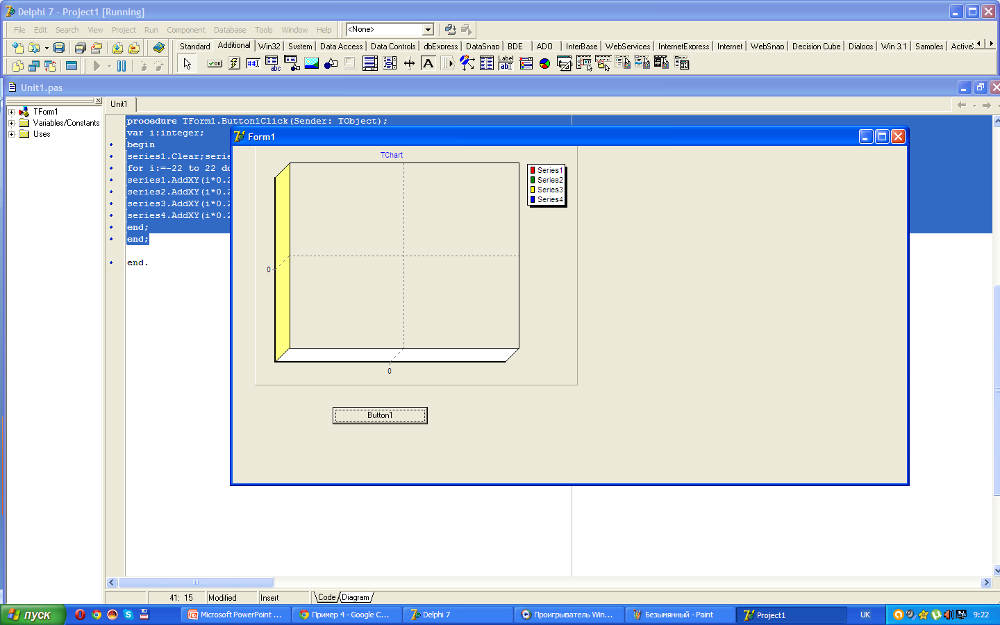 Delphi 7 - Project1 [Running]
File Edit Search View Project Run Component Database Tools Window Help <None>
Standard Additional Win32 System Data Access Data Controls dbExpress DataSnap BDE ADO InterBase WebServices InternetExpress Internet WebSnap Decision Cube Dialogs Win 3.1 Samples ActiveX
Unit1.pas
TForm1
Variables/Constants
Uses
Unit1
procedure TForm1.Button1Click(Sender: TObject);
var i:integer;
begin
series1.Clear;serie
for i:=-22 to 22 do
series1.AddXY(i*0.2
series2.AddXY(i*0.2
series3.AddXY(i*0.2
series4.AddXY(i*0.2
end;
end;
end.
Form1
TChart
Series1
Series2
Series3
Series4
0
0
Button1
41: 15 Modified Insert Code Diagram
пуск Microsoft PowerPoint ... Пример 4 - Google C... Delphi 7 Проигрыватель Win... Безымянный - Paint Project1 UK 9:22